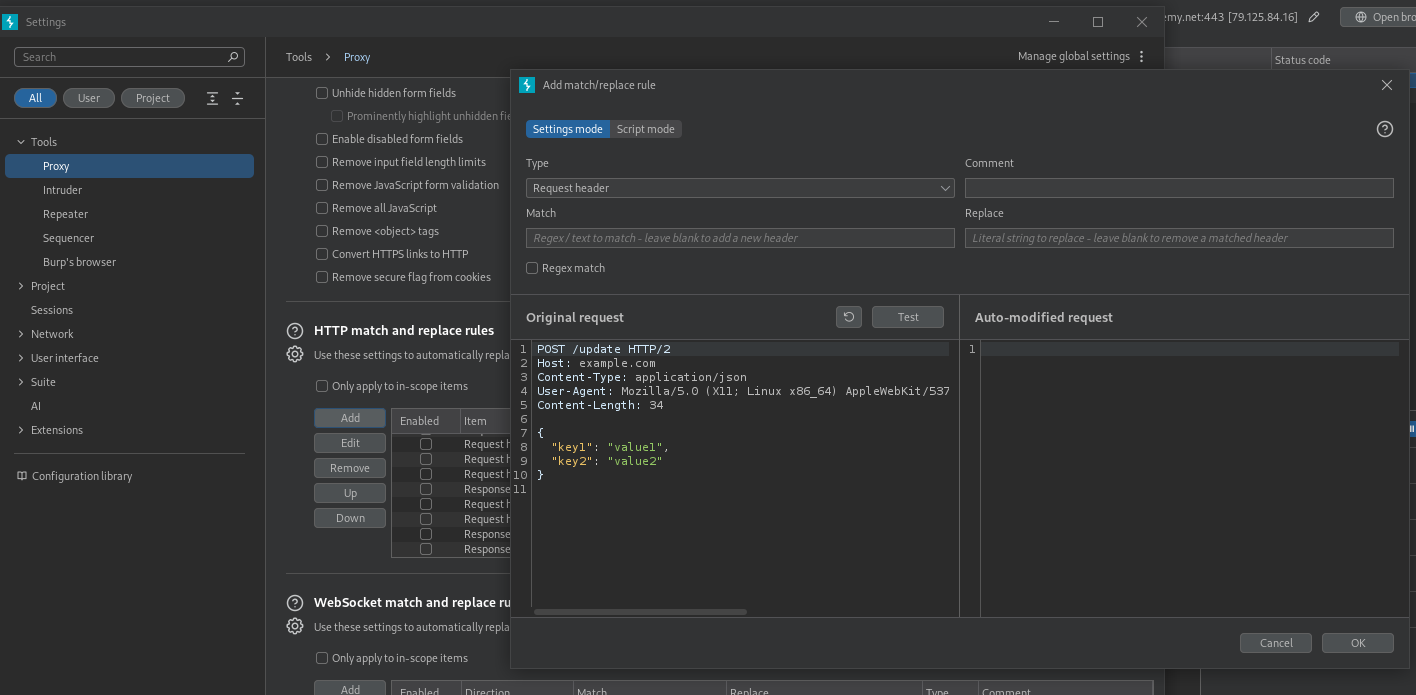 Settings
emy.net:443 [79.125.84.16]
Open bro
Search
Tools > Proxy
Manage global settings
Status code
All
User
Project
Tools
Proxy
Intruder
Repeater
Sequencer
Burp's browser
Project
Sessions
Network
User interface
Suite
AI
Extensions
Configuration library
Unhide hidden form fields
Prominently highlight unhidden fie
Enable disabled form fields
Remove input field length limits
Remove JavaScript form validation
Remove all JavaScript
Remove <object> tags
Convert HTTPS links to HTTP
Remove secure flag from cookies
HTTP match and replace rules
Use these settings to automatically repla
Only apply to in-scope items
Add
Edit
Remove
Up
Down
Enabled
Item
Request h
Request h
Request h
Response
Request h
Request h
Response
Response
WebSocket match and replace ru
Use these settings to automatically repla
Only apply to in-scope items
Add
Enabled
Direction
Match
Replace
Type
Comment
Add match/replace rule
Settings mode
Script mode
Type
Comment
Request header
Match
Replace
Regex / text to match - leave blank to add a new header
Literal string to replace - leave blank to remove a matched header
Regex match
Original request
Test
Auto-modified request
1 POST /update HTTP/2
2 Host: example.com
3 Content-Type: application/json
4 User-Agent: Mozilla/5.0 (X11; Linux x86_64) AppleWebKit/537
5 Content-Length: 34
6
7 {
8 "key1": "value1",
9 "key2": "value2"
10 }
11
1
Cancel
OK